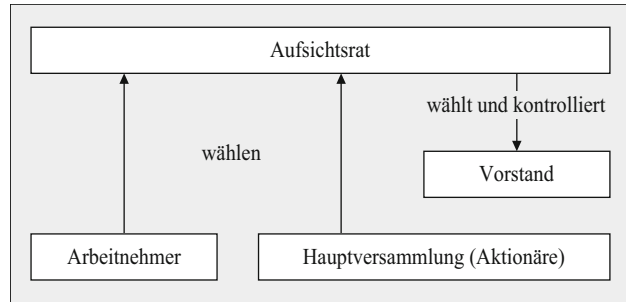 Aufsichtsrat
wählt und kontrolliert
wählen
Vorstand
Arbeitnehmer
Hauptversammlung (Aktionäre)